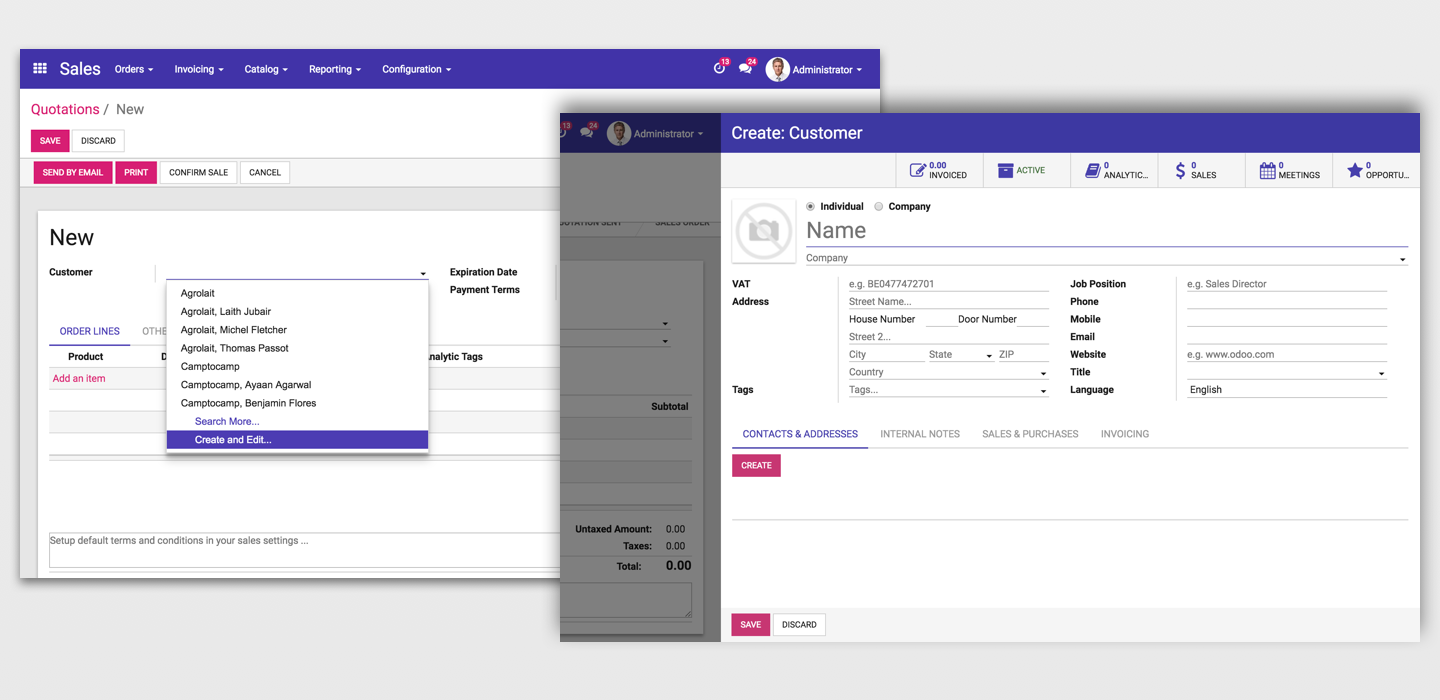 Sales Orders Invoicing Catalog Reporting Configuration 13 24 Administrator
Quotations / New
SAVE DISCARD
SEND BY EMAIL PRINT CONFIRM SALE CANCEL
New
Customer Expiration Date
Payment Terms
Agrolait
Agrolait, Laith Jubair
Agrolait, Michel Fletcher
Agrolait, Thomas Passot
Camptocamp
Camptocamp, Ayaan Agarwal
Camptocamp, Benjamin Flores
Search More...
Create and Edit...
ORDER LINES OTHE
Product D nalytic Tags
Add an item
Setup default terms and conditions in your sales settings ...
13 24 Administrator
QUOTATION SENT SALES ORDER
Subtotal
Untaxed Amount: 0.00
Taxes: 0.00
Total: 0.00
Create: Customer
0.00 INVOICED
ACTIVE
0 ANALYTIC...
$ 0 SALES
0 MEETINGS
0 OPPORTU...
Individual Company
Name
Company
VAT e.g. BE0477472701
Address Street Name...
House Number Door Number
Street 2...
City State ZIP
Country
Tags Tags...
Job Position e.g. Sales Director
Phone
Mobile
Email
Website e.g. www.odoo.com
Title
Language English
CONTACTS & ADDRESSES INTERNAL NOTES SALES & PURCHASES INVOICING
CREATE
SAVE DISCARD